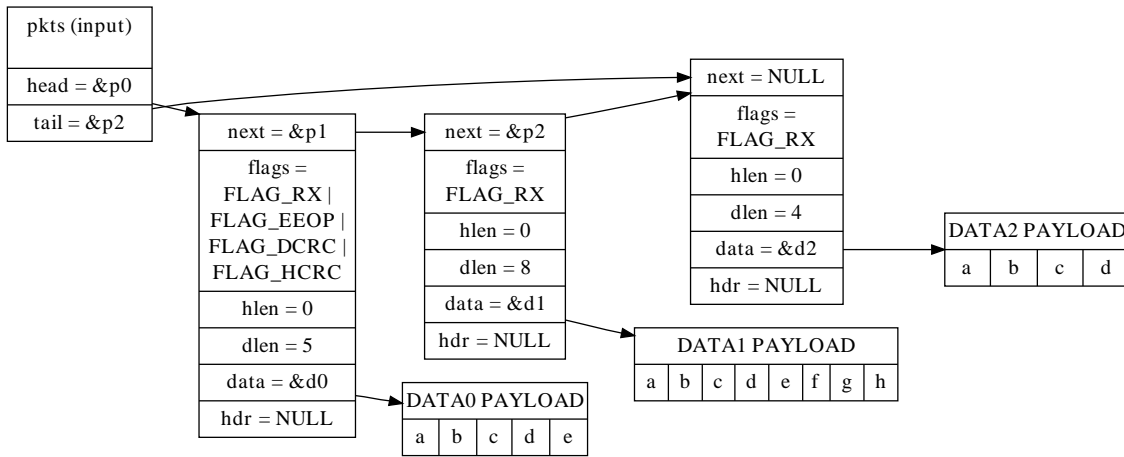 pkts (input)
head = &p0
tail = &p2
next = &p1
flags =
FLAG_RX |
FLAG_EEOP |
FLAG_DCRC |
FLAG_HCRC
hlen = 0
dlen = 5
data = &d0
hdr = NULL
next = &p2
flags =
FLAG_RX
hlen = 0
dlen = 8
data = &d1
hdr = NULL
next = NULL
flags =
FLAG_RX
hlen = 0
dlen = 4
data = &d2
hdr = NULL
DATA0 PAYLOAD
a b c d e
DATA1 PAYLOAD
a b c d e f g h
DATA2 PAYLOAD
a b c d